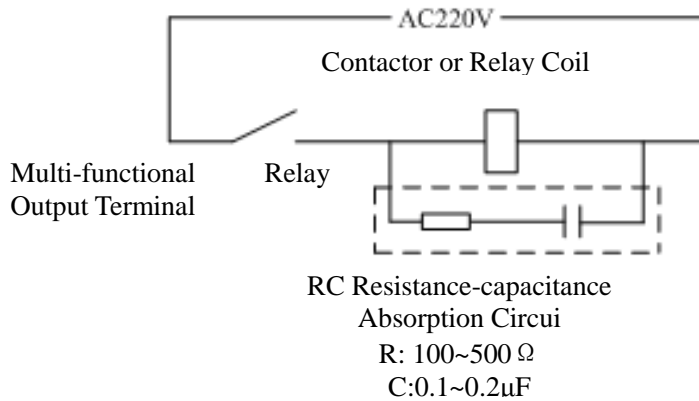 AC220V
Contactor or Relay Coil
Multi-functional
Output Terminal
Relay
RC Resistance-capacitance
Absorption Circui
R: 100~500 Ω
C:0.1~0.2μF